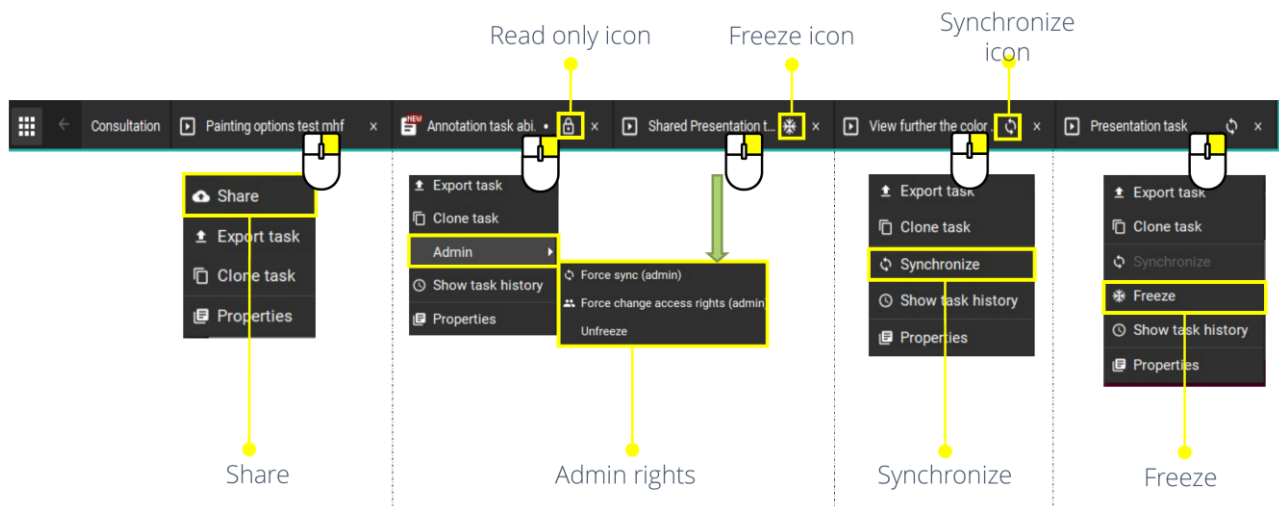 Read only icon
Freeze icon
Synchronize
icon
Consultation
Painting options test mhf
×
NEW
Annotation task abi. •
×
Shared Presentation t...
×
View further the color .
×
Presentation task
×
Share
Export task
Clone task
Properties
Export task
Clone task
Admin
Show task history
Properties
Force sync (admin)
Force change access rights (admin)
Unfreeze
Export task
Clone task
Synchronize
Show task history
Properties
Export task
Clone task
Synchronize
Freeze
Show task history
Properties
Share
Admin rights
Synchronize
Freeze